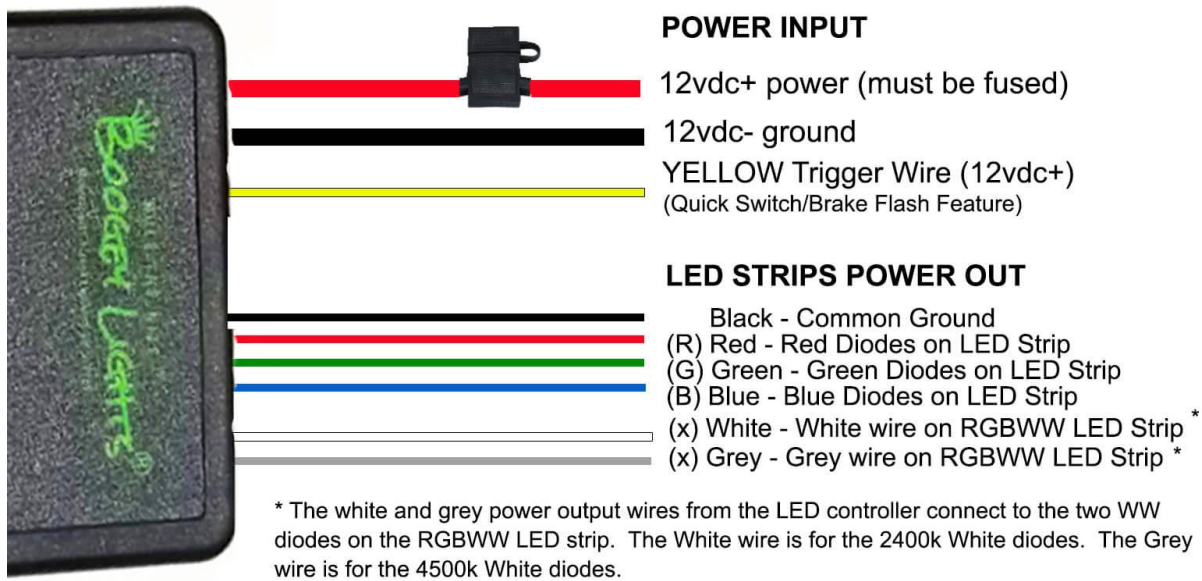 POWER INPUT
12vdc+ power (must be fused)
12vdc- ground
YELLOW Trigger Wire (12vdc+)
(Quick Switch/Brake Flash Feature)
BOOGEY LIGHTS®
LED STRIPS POWER OUT
Black - Common Ground
(R) Red - Red Diodes on LED Strip
(G) Green - Green Diodes on LED Strip
(B) Blue - Blue Diodes on LED Strip
(x) White - White wire on RGBWW LED Strip *
(x) Grey - Grey wire on RGBWW LED Strip *
* The white and grey power output wires from the LED controller connect to the two WW
diodes on the RGBWW LED strip. The White wire is for the 2400k White diodes. The Grey
wire is for the 4500k White diodes.